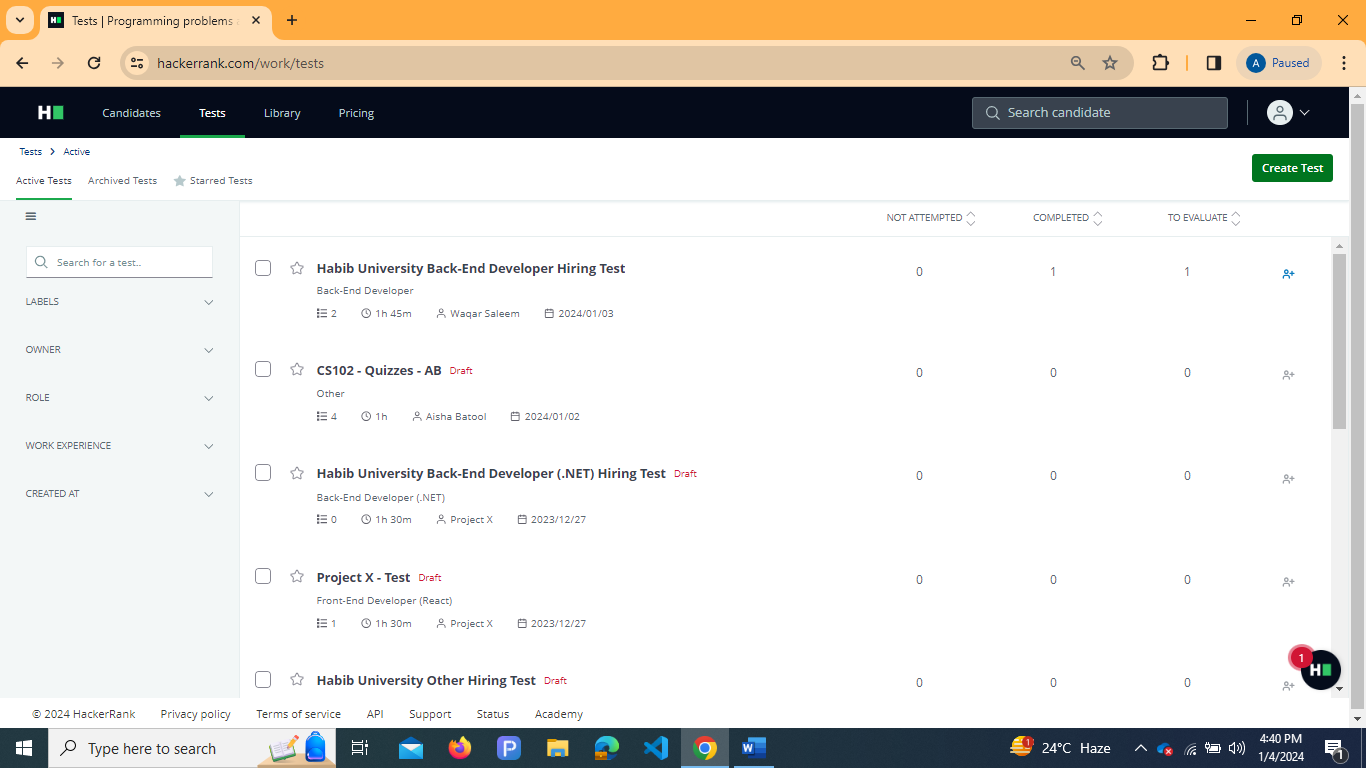 Tests | Programming problems
hackerrank.com/work/tests
A Paused
H
Candidates
Tests
Library
Pricing
Search candidate
Tests > Active
Create Test
Active Tests
Archived Tests
Starred Tests
NOT ATTEMPTED
COMPLETED
TO EVALUATE
Search for a test..
LABELS
OWNER
ROLE
WORK EXPERIENCE
CREATED AT
Habib University Back-End Developer Hiring Test
0 1 1
Back-End Developer
2 1h 45m Waqar Saleem 2024/01/03
CS102 - Quizzes - AB Draft
0 0 0
Other
4 1h Aisha Batool 2024/01/02
Habib University Back-End Developer (.NET) Hiring Test Draft
0 0 0
Back-End Developer (.NET)
0 1h 30m Project X 2023/12/27
Project X - Test Draft
0 0 0
Front-End Developer (React)
1 1h 30m Project X 2023/12/27
Habib University Other Hiring Test Draft
0 0 0
1
H
© 2024 HackerRank
Privacy policy
Terms of service
API
Support
Status
Academy
Type here to search
1
24°C Haze
4:40 PM
1/4/2024
1